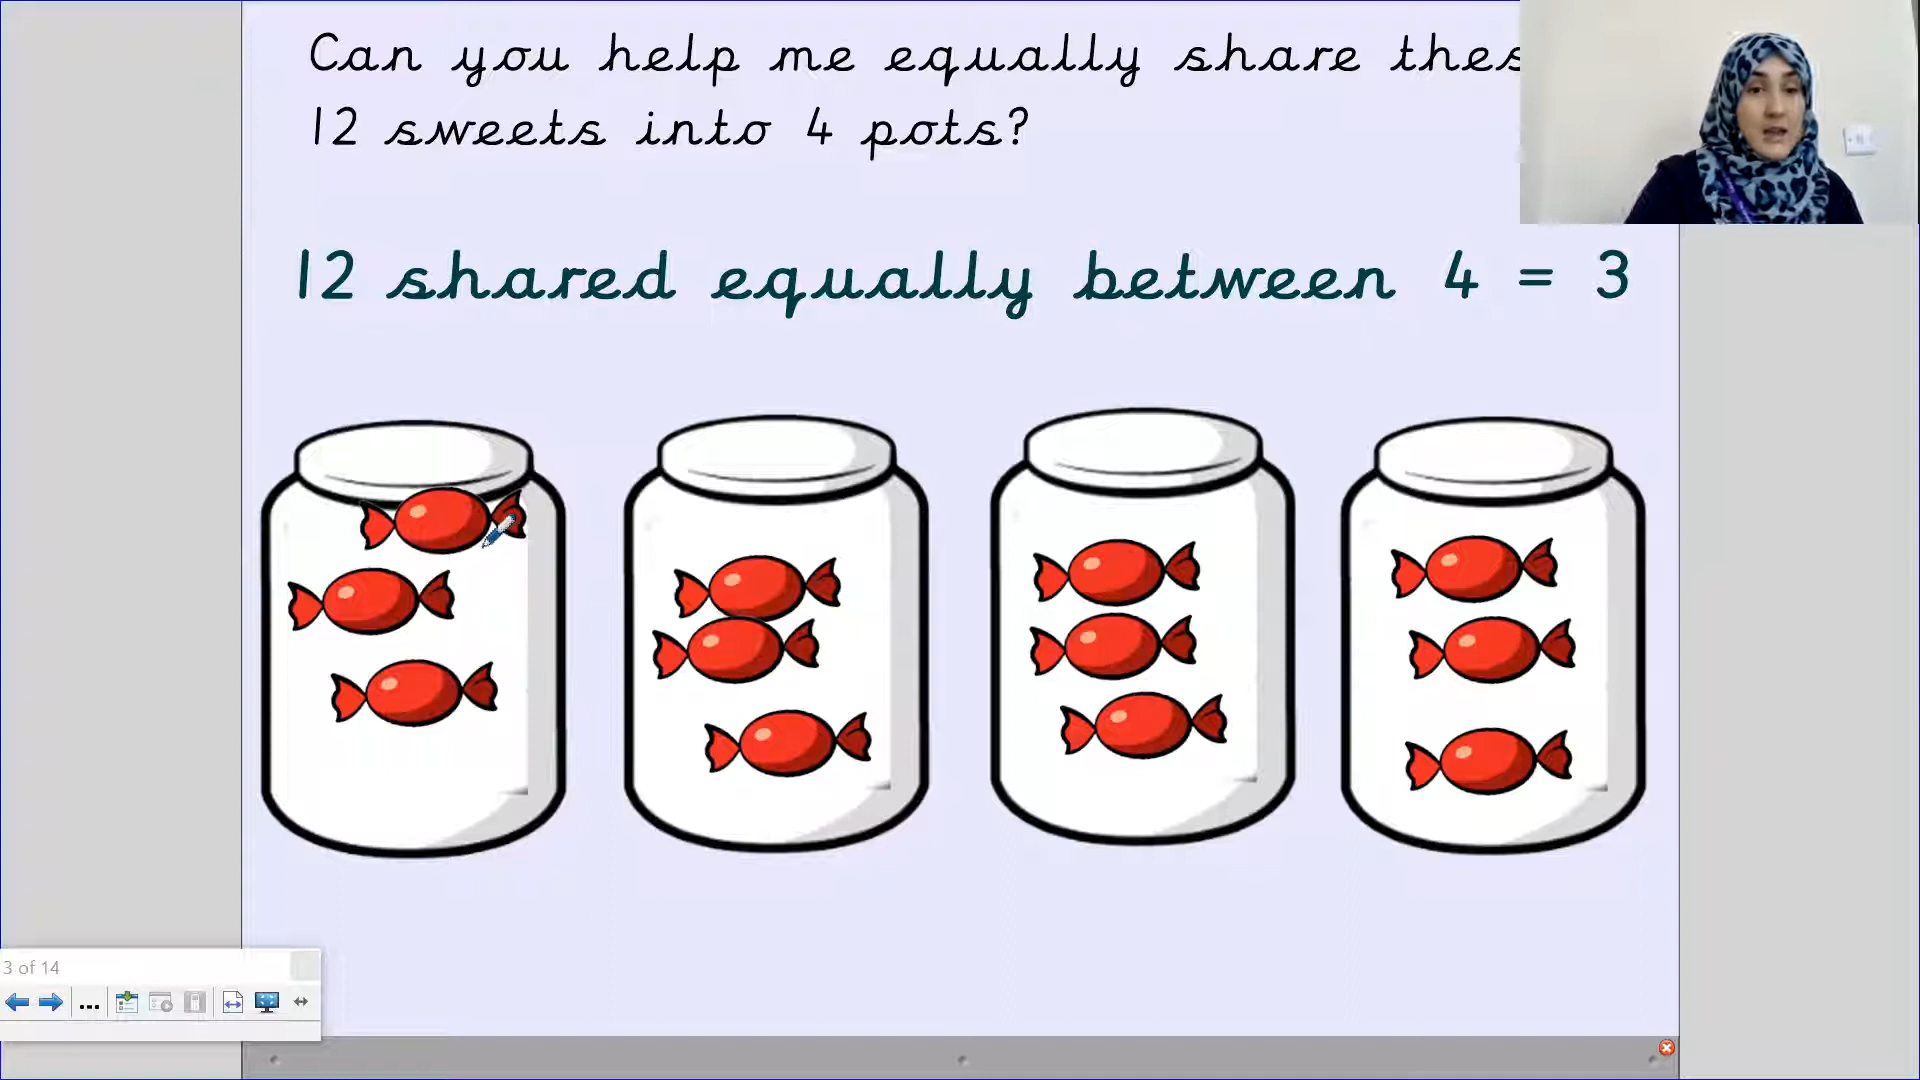 Can you help me equally share
12 sweets into 4 pots?
12 shared equally between 4 = 3
3 of 14